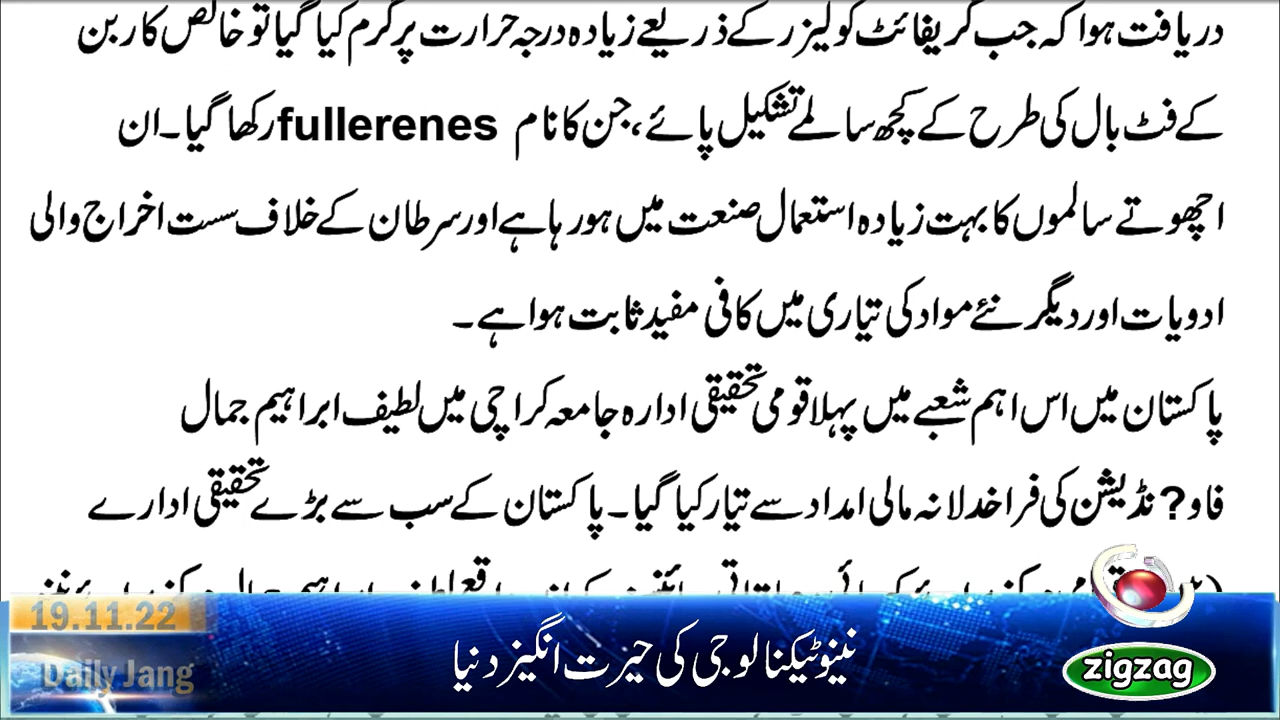 دریافت ہوا کہ جب گریفائٹ کو لیزر کے ذریعے زیادہ درجہ حرارت پر گرم کیا گیا تو خالص کاربن
کے فٹ بال کی طرح کے کچھ سالمے تشکیل پائے، جن کا نام fullerenes رکھا گیا۔ ان
اچھوتے سالموں کا بہت زیادہ استعمال صنعت میں ہو رہا ہے اور سرطان کے خلاف سست اخراج والی
ادویات اور دیگر نئے مواد کی تیاری میں کافی مفید ثابت ہوا ہے۔
پاکستان میں اس اہم شعبے میں پہلا قومی تحقیقی ادارہ جامعہ کراچی میں لطیف ابراہیم جمال
فاو?نڈیشن کی فراخدلانہ مالی امداد سے تیار کیا گیا۔ پاکستان کے سب سے بڑے تحقیقی ادارے
19.11.22
Daily Jang
نینوٹیکنالوجی کی حیرت انگیز دنیا
zigzag